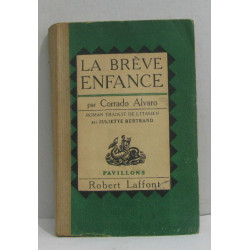 LA BRÈVE
ENFANCE
par Corrado Alvaro
ROMAN TRADUIT DE L'ITALIEN
par JULIETTE BERTRAND
PAVILLONS
Robert Laffont